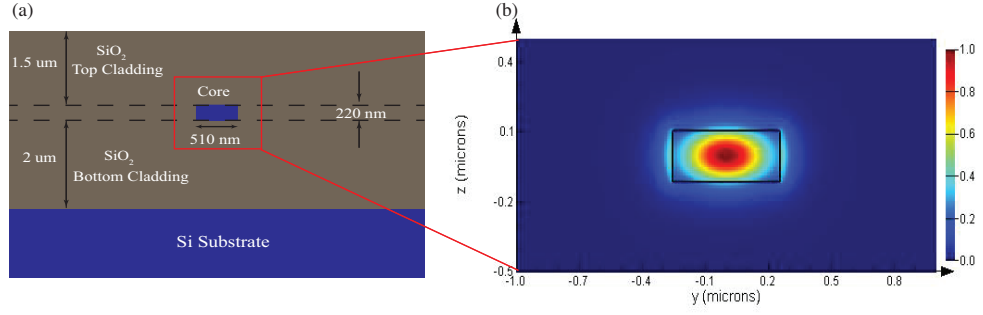 (a)
1.5 um
SiO2
Top Cladding
Core
220 nm
510 nm
2 um
SiO2
Bottom Cladding
Si Substrate
(b)
z (microns)
0.4
0.1
-0.2
-0.5
-1.0
-0.7
-0.4
-0.1
0.2
0.5
0.8
y (microns)
1.0
0.8
0.6
0.4
0.2
0.0